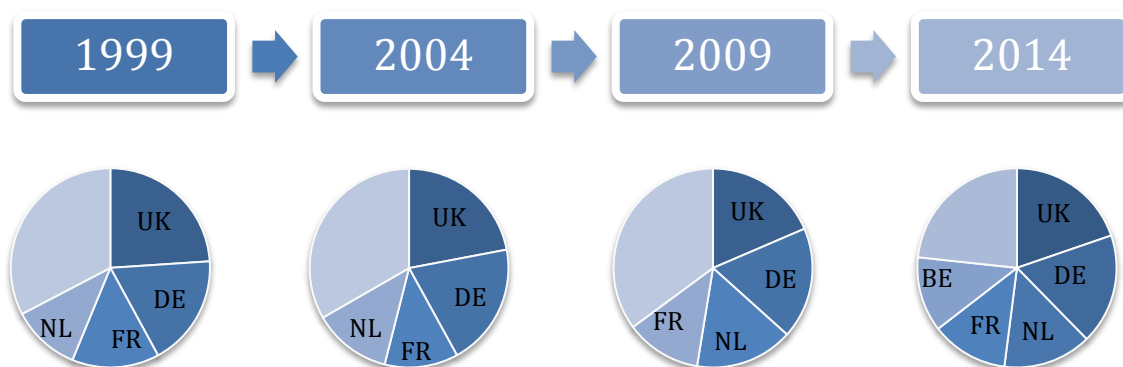 1999 2004 2009 2014
UK UK UK UK
DE DE DE DE
BE
NL FR NL FR FR NL FR NL